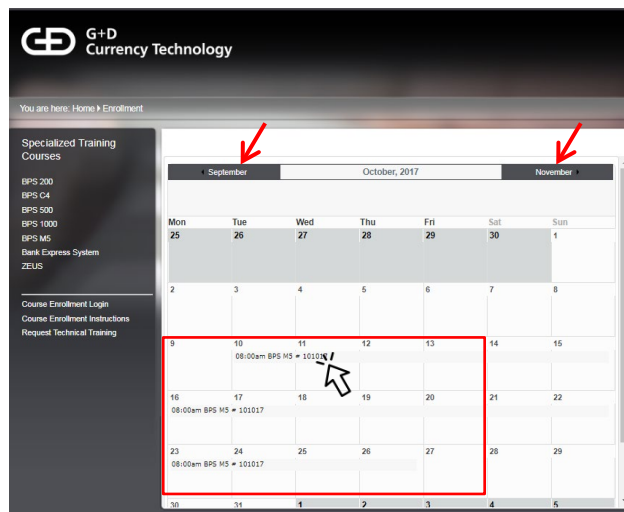 G+D
Currency Technology
You are here: Home Enrollment
Specialized Training
Courses
BPS 200
BPS C4
BPS 500
BPS 1000
BPS M5
Bank Express System
ZEUS
Course Enrollment Login
Course Enrollment Instructions
Request Technical Training
September October, 2017 November
Mon Tue Wed Thu Fri Sat Sun
25 26 27 28 29 30 1
2 3 4 5 6 7 8
9 10 11 12 13 14 15
08:00am BPS M5 # 101017
16 17 18 19 20 21 22
08:00am BPS M5 # 101017
23 24 25 26 27 28 29
08:00am BPS M5 # 101017
30 31 1 2 3 4 5